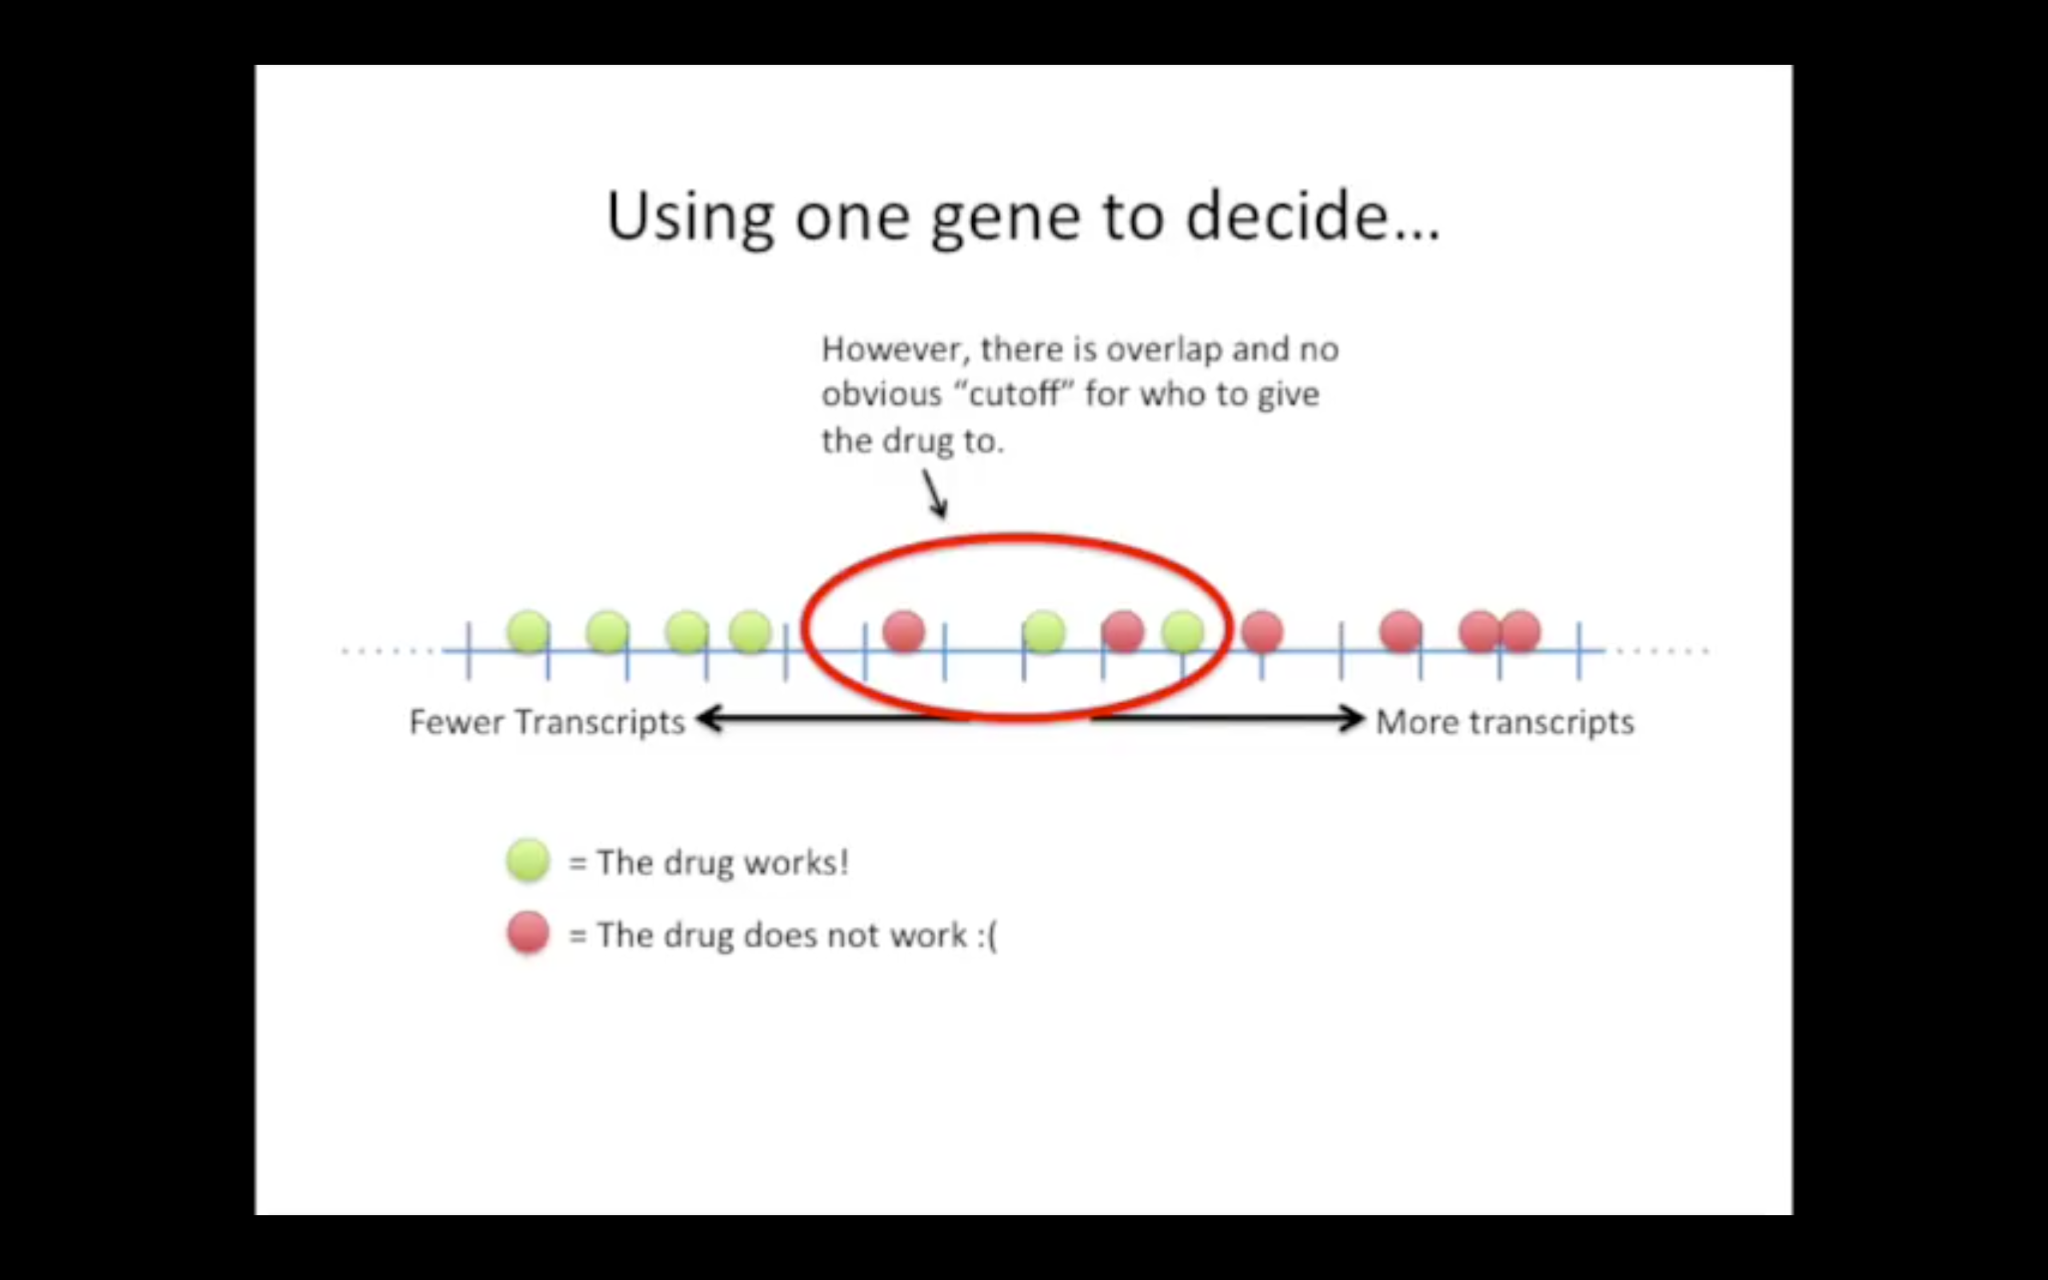 Using one gene to decide...
However, there is overlap and no
obvious “cutoff” for who to give
the drug to.
Fewer Transcripts
More transcripts
= The drug works!
= The drug does not work :(